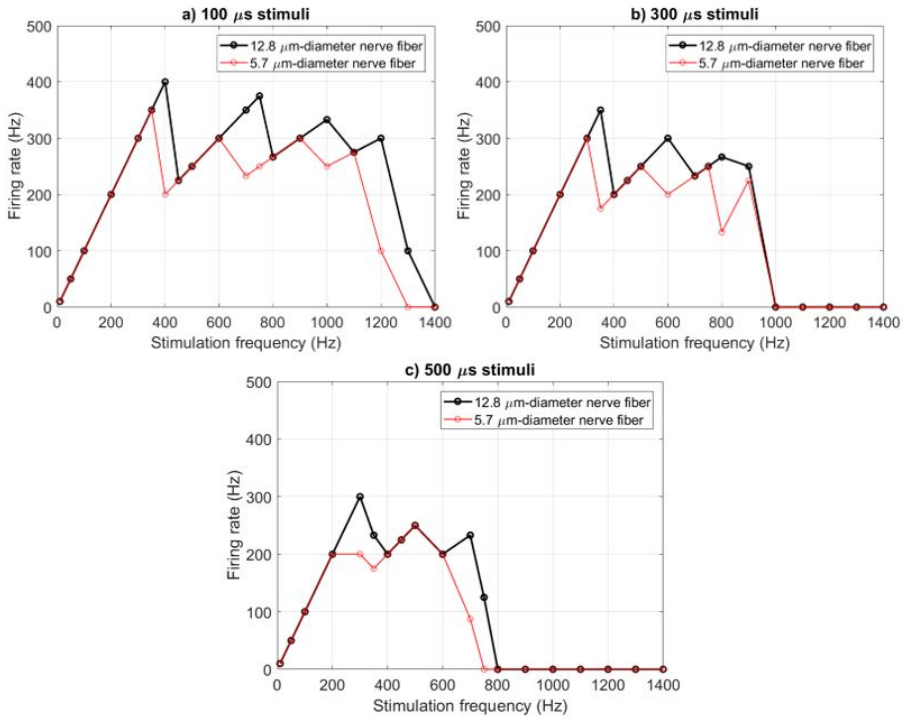 a) 100 μs stimuli
500
400
300
200
100
0
Firing rate (Hz)
12.8 μm-diameter nerve fiber
5.7 μm-diameter nerve fiber
0 200 400 600 800 1000 1200 1400
Stimulation frequency (Hz)
b) 300 μs stimuli
500
400
300
200
100
0
Firing rate (Hz)
12.8 μm-diameter nerve fiber
5.7 μm-diameter nerve fiber
0 200 400 600 800 1000 1200 1400
Stimulation frequency (Hz)
c) 500 μs stimuli
500
400
300
200
100
0
Firing rate (Hz)
12.8 μm-diameter nerve fiber
5.7 μm-diameter nerve fiber
0 200 400 600 800 1000 1200 1400
Stimulation frequency (Hz)